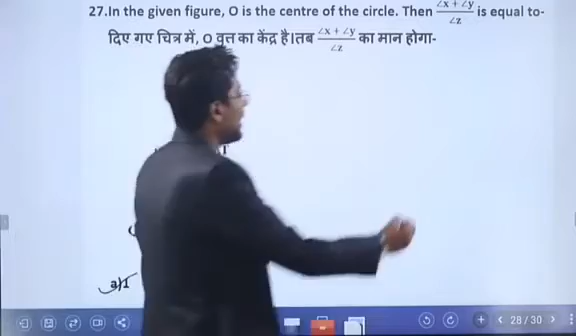 27.In the given figure, O is the centre of the circle. Then (∠x + ∠y)/∠z is equal to-
दिए गए चित्र में, O वृत्त का केंद्र है।तब (∠x + ∠y)/∠z का मान होगा-
a)1
28 / 30